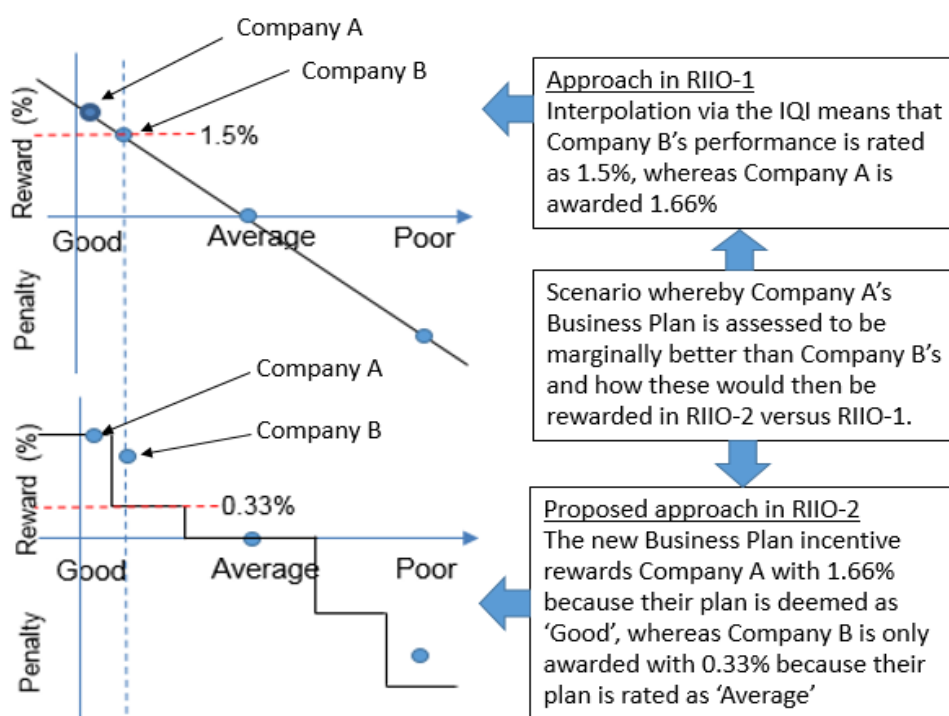 Company A
Company B
Reward (%)
1.5%
Good
Average
Poor
Penalty
Approach in RIIO-1
Interpolation via the IQI means that
Company B's performance is rated
as 1.5%, whereas Company A is
awarded 1.66%
Scenario whereby Company A's
Business Plan is assessed to be
marginally better than Company B's
and how these would then be
rewarded in RIIO-2 versus RIIO-1.
Company A
Company B
Reward (%)
0.33%
Good
Average
Poor
Penalty
Proposed approach in RIIO-2
The new Business Plan incentive
rewards Company A with 1.66%
because their plan is deemed as
‘Good’, whereas Company B is only
awarded with 0.33% because their
plan is rated as ‘Average’